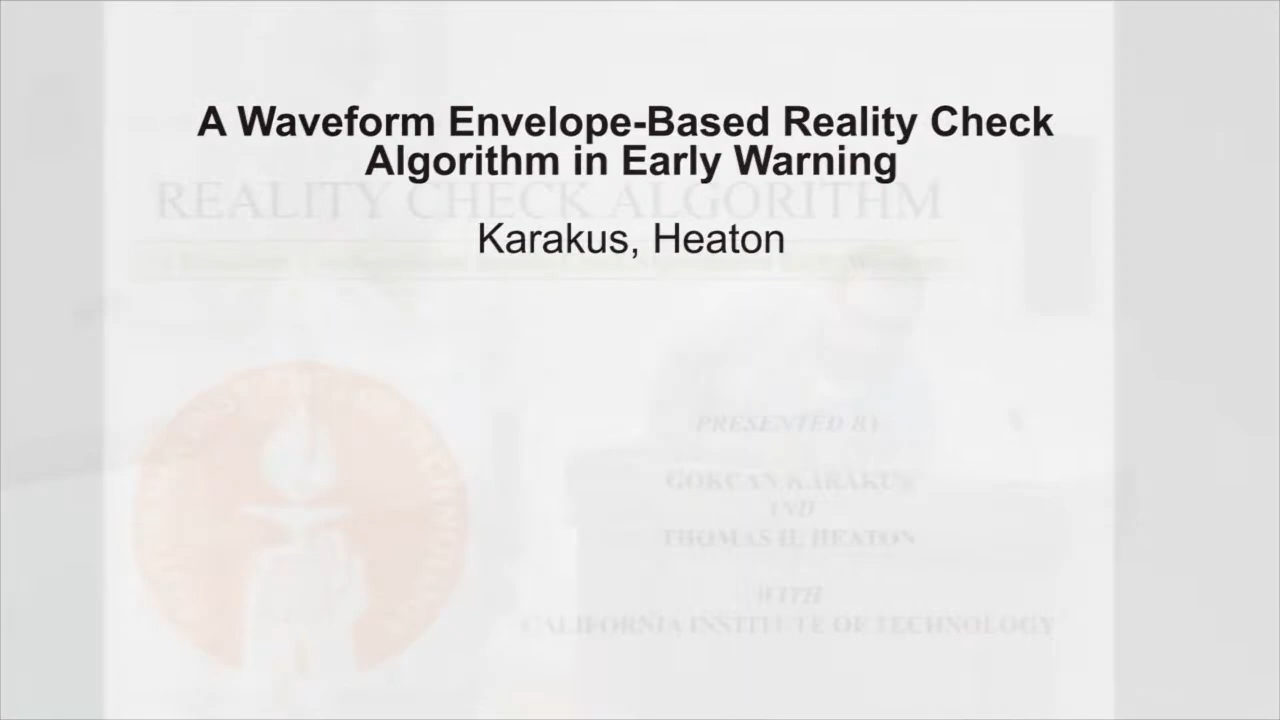 A Waveform Envelope-Based Reality Check
Algorithm in Early Warning
Karakus, Heaton
REALITY CHECK ALGORITHM
PRESENTED BY
GOKCAN KARAKUS
AND
THOMAS H. HEATON
WITH
CALIFORNIA INSTITUTE OF TECHNOLOGY